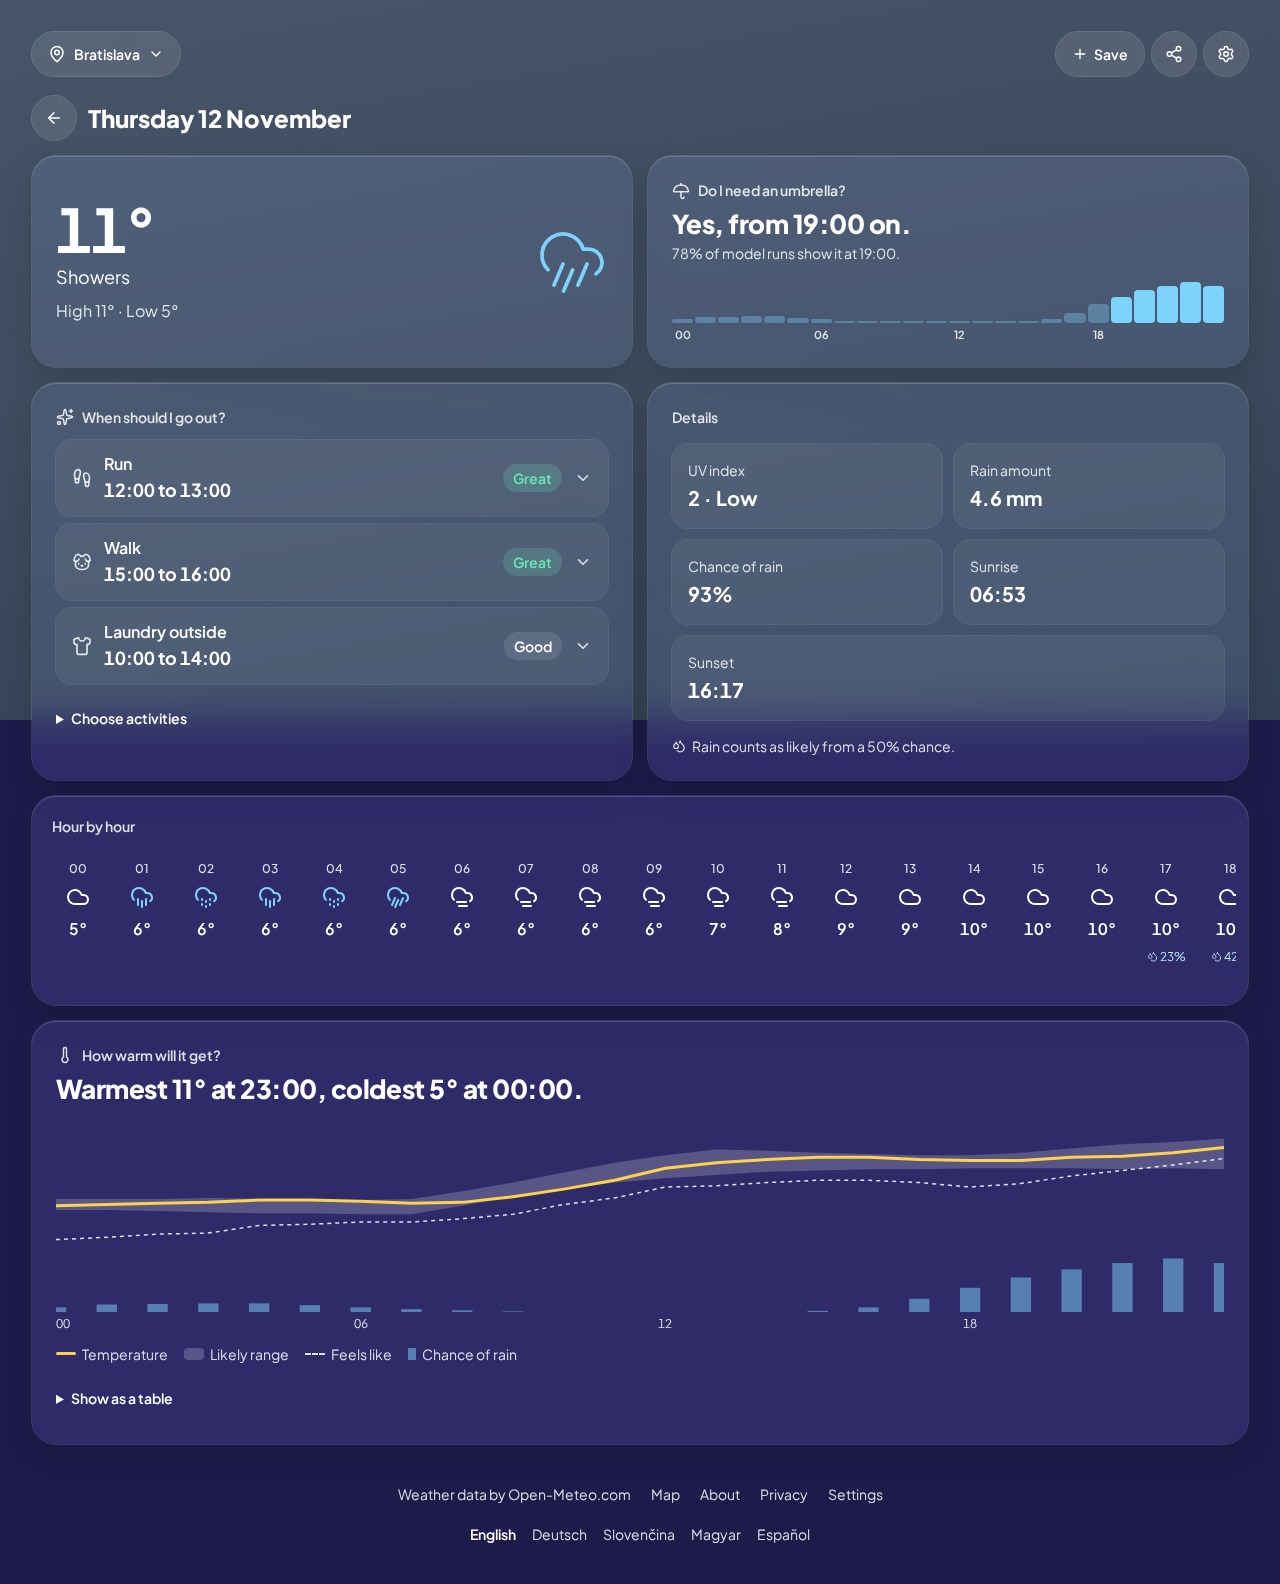 Bratislava
Save
Thursday 12 November
11°
Showers
High 11° · Low 5°
Do I need an umbrella?
Yes, from 19:00 on.
78% of model runs show it at 19:00.
00 06 12 18
When should I go out?
Run
12:00 to 13:00
Great
Walk
15:00 to 16:00
Great
Laundry outside
10:00 to 14:00
Good
Choose activities
Details
UV index
2 · Low
Rain amount
4.6 mm
Chance of rain
93%
Sunrise
06:53
Sunset
16:17
Rain counts as likely from a 50% chance.
Hour by hour
00 01 02 03 04 05 06 07 08 09 10 11 12 13 14 15 16 17 18
5° 6° 6° 6° 6° 6° 6° 6° 6° 6° 7° 8° 9° 9° 10° 10° 10° 10° 10
23% 42
How warm will it get?
Warmest 11° at 23:00, coldest 5° at 00:00.
00 06 12 18
Temperature Likely range Feels like Chance of rain
Show as a table
Weather data by Open-Meteo.com Map About Privacy Settings
English Deutsch Slovenčina Magyar Español